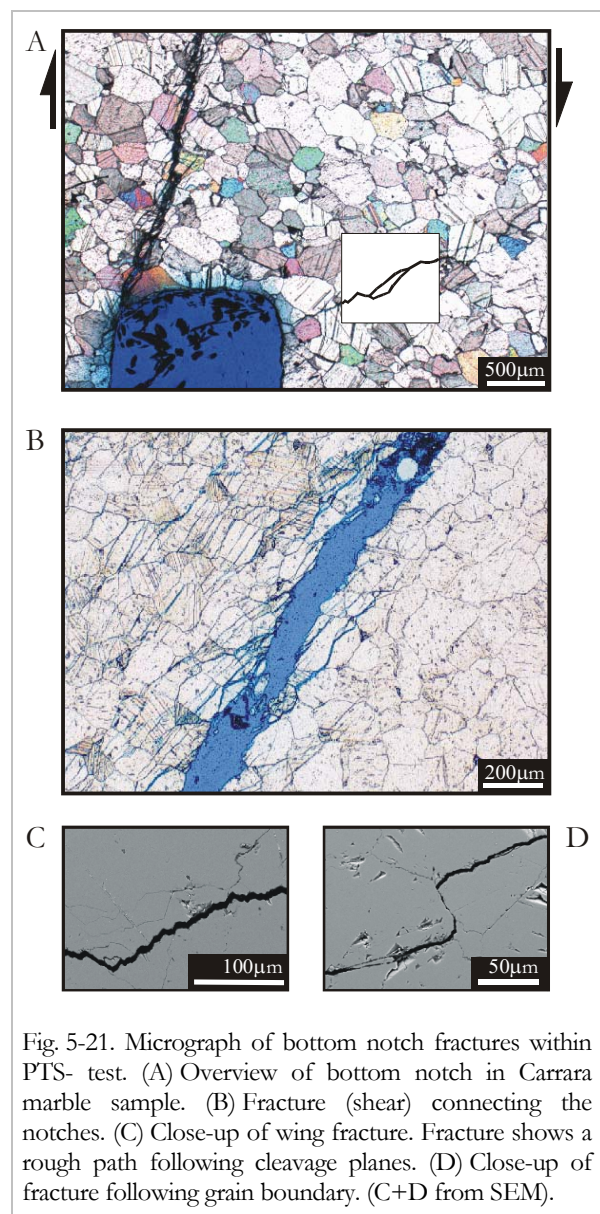 A
500µm
B
200µm
C
100µm
D
50µm
Fig. 5-21. Micrograph of bottom notch fractures within
PTS- test. (A) Overview of bottom notch in Carrara
marble sample. (B) Fracture (shear) connecting the
notches. (C) Close-up of wing fracture. Fracture shows a
rough path following cleavage planes. (D) Close-up of
fracture following grain boundary. (C+D from SEM).